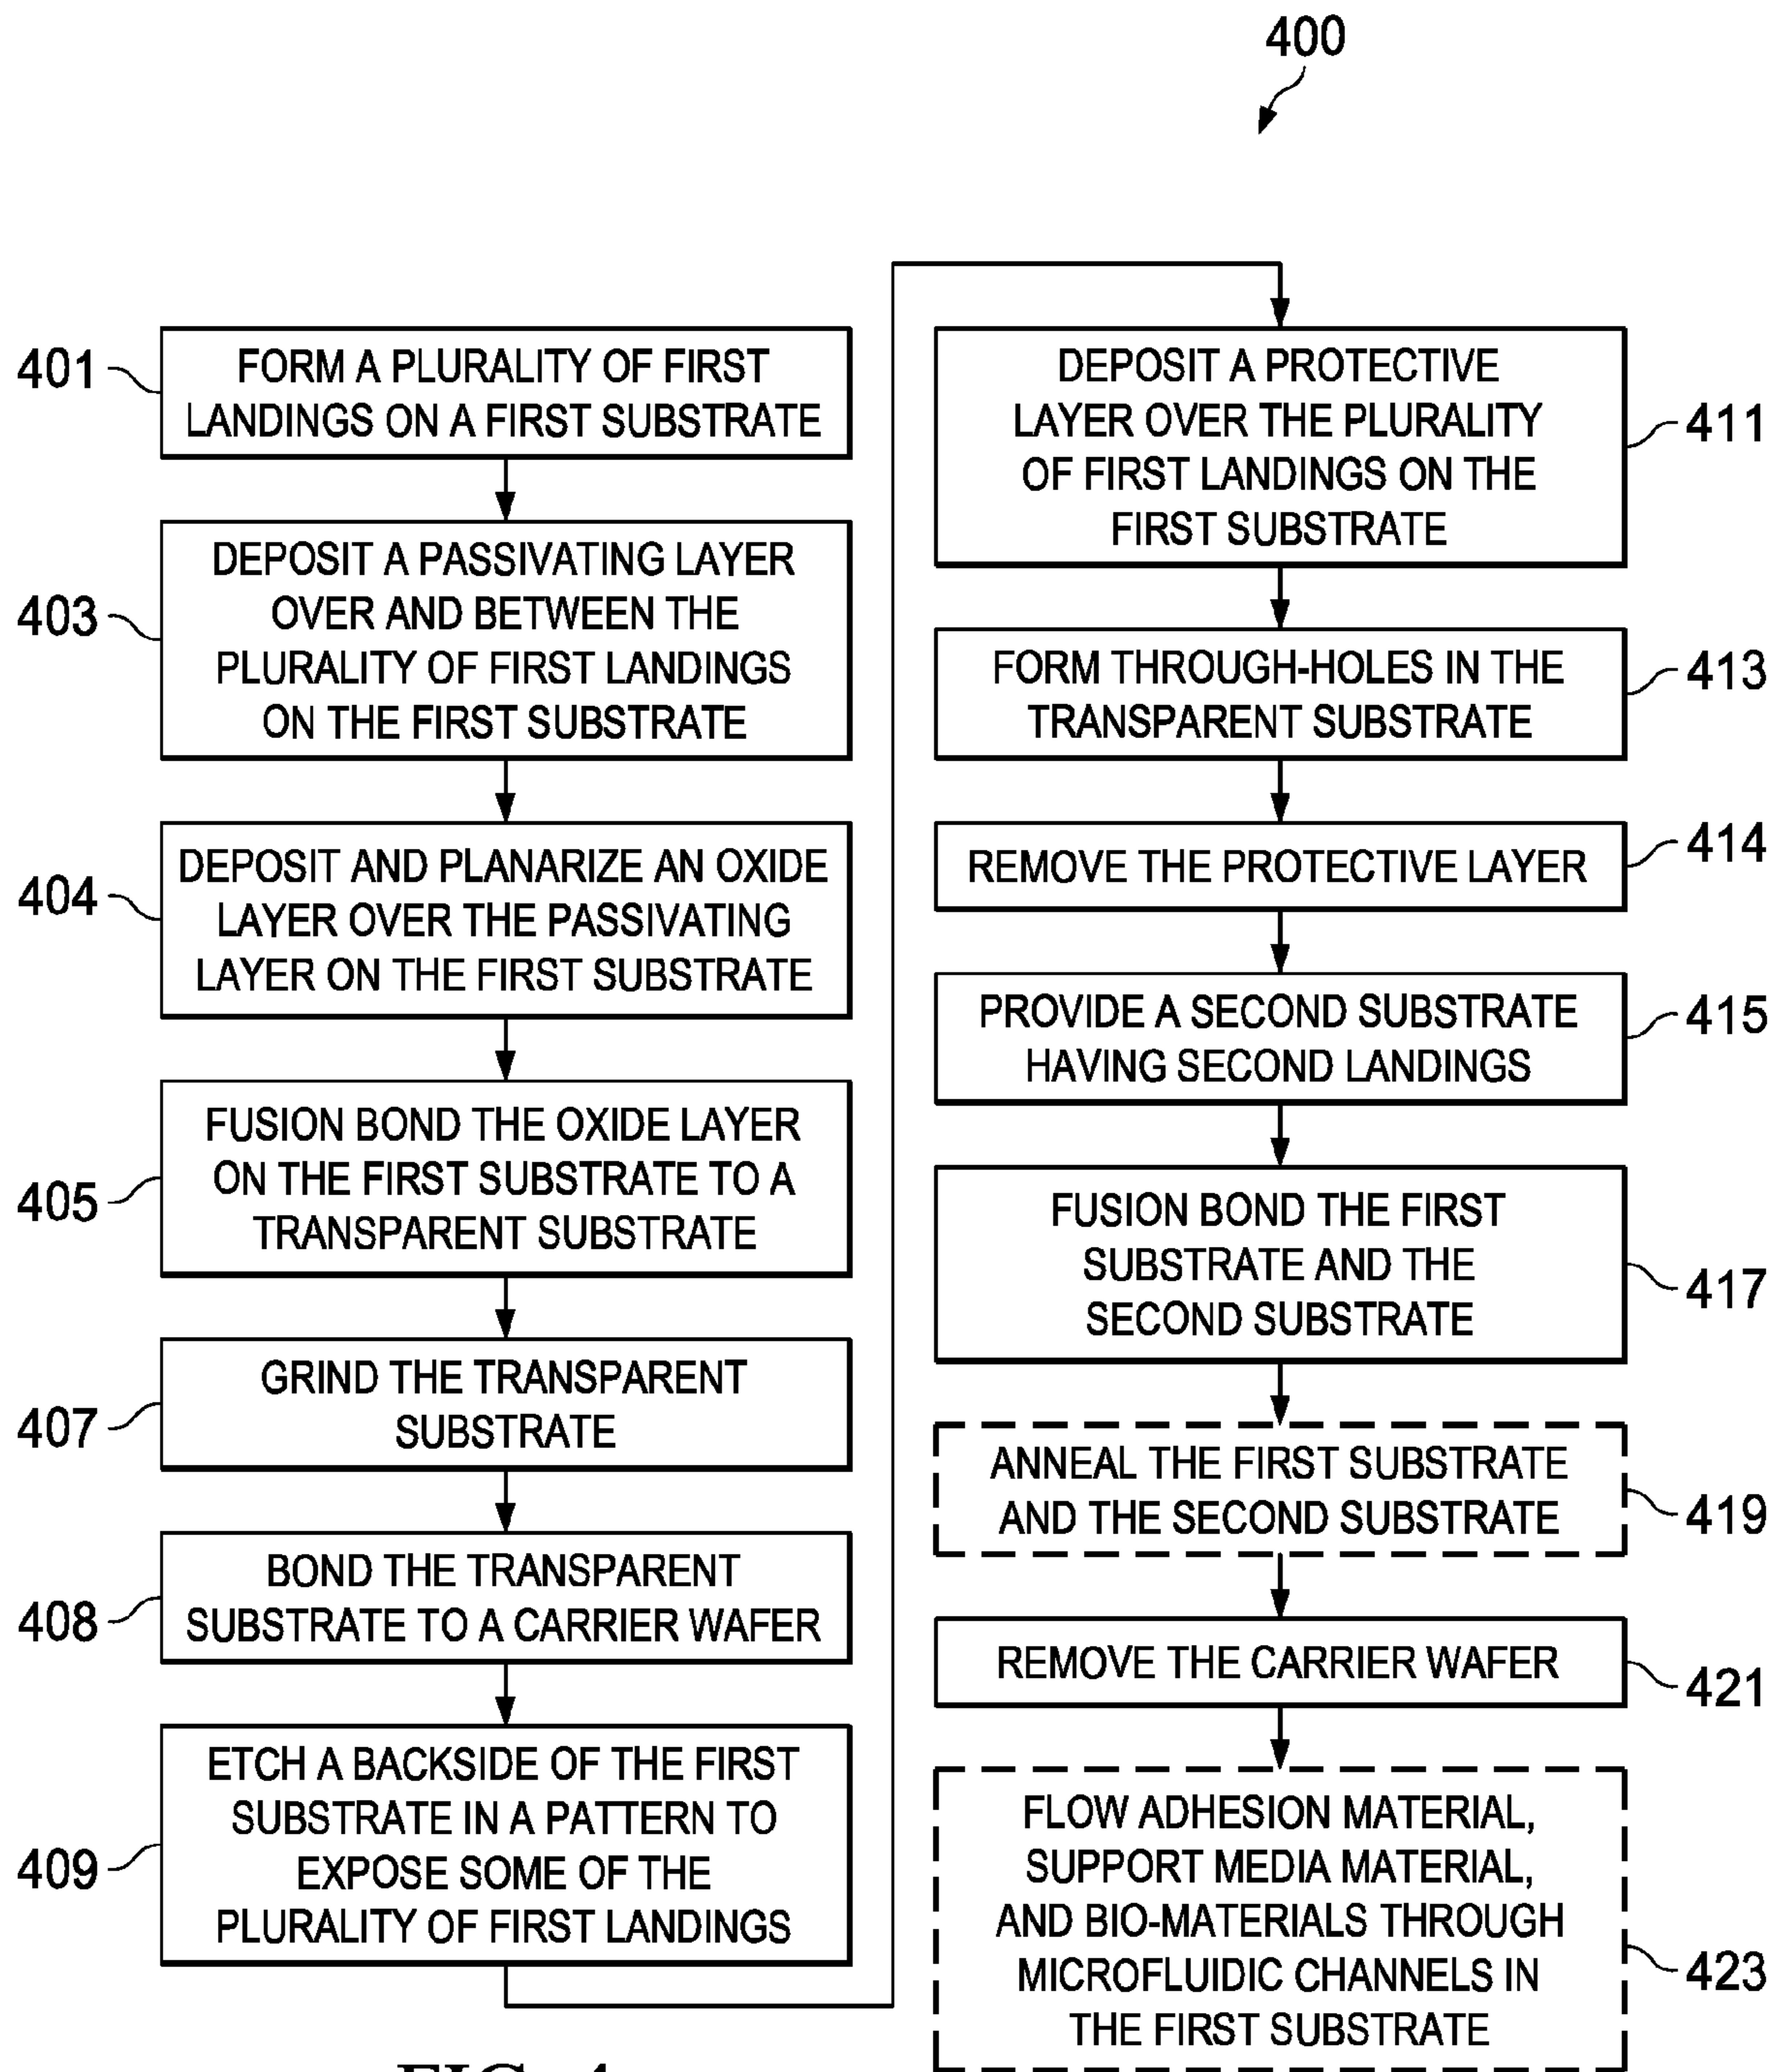 400
401
FORM A PLURALITY OF FIRST
LANDINGS ON A FIRST SUBSTRATE
403
DEPOSIT A PASSIVATING LAYER
OVER AND BETWEEN THE
PLURALITY OF FIRST LANDINGS
ON THE FIRST SUBSTRATE
404
DEPOSIT AND PLANARIZE AN OXIDE
LAYER OVER THE PASSIVATING
LAYER ON THE FIRST SUBSTRATE
405
FUSION BOND THE OXIDE LAYER
ON THE FIRST SUBSTRATE TO A
TRANSPARENT SUBSTRATE
407
GRIND THE TRANSPARENT
SUBSTRATE
408
BOND THE TRANSPARENT
SUBSTRATE TO A CARRIER WAFER
409
ETCH A BACKSIDE OF THE FIRST
SUBSTRATE IN A PATTERN TO
EXPOSE SOME OF THE
PLURALITY OF FIRST LANDINGS
DEPOSIT A PROTECTIVE
LAYER OVER THE PLURALITY
OF FIRST LANDINGS ON THE
FIRST SUBSTRATE
411
FORM THROUGH-HOLES IN THE
TRANSPARENT SUBSTRATE
413
REMOVE THE PROTECTIVE LAYER
414
PROVIDE A SECOND SUBSTRATE
HAVING SECOND LANDINGS
415
FUSION BOND THE FIRST
SUBSTRATE AND THE
SECOND SUBSTRATE
417
ANNEAL THE FIRST SUBSTRATE
AND THE SECOND SUBSTRATE
419
REMOVE THE CARRIER WAFER
421
FLOW ADHESION MATERIAL,
SUPPORT MEDIA MATERIAL,
AND BIO-MATERIALS THROUGH
MICROFLUIDIC CHANNELS IN
THE FIRST SUBSTRATE
423